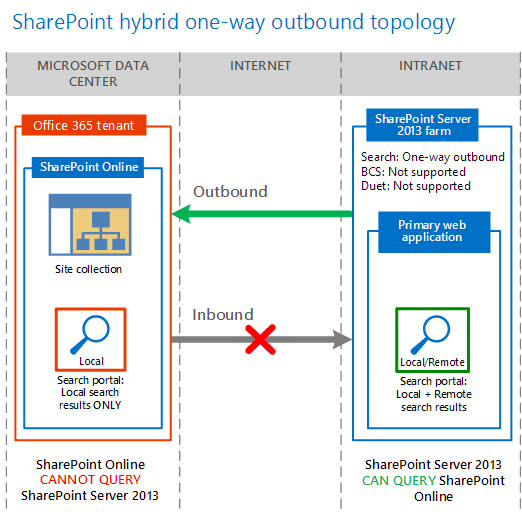 SharePoint hybrid one-way outbound topology
MICROSOFT DATA
CENTER
INTERNET
INTRANET
Office 365 tenant
SharePoint Online
Site collection
Local
Search portal:
Local search
results ONLY
SharePoint Online
CANNOT QUERY
SharePoint Server 2013
Outbound
Inbound
SharePoint Server
2013 farm
Search: One-way outbound
BCS: Not supported
Duet: Not supported
Primary web
application
Local/Remote
Search portal:
Local + Remote
search results
SharePoint Server 2013
CAN QUERY SharePoint
Online